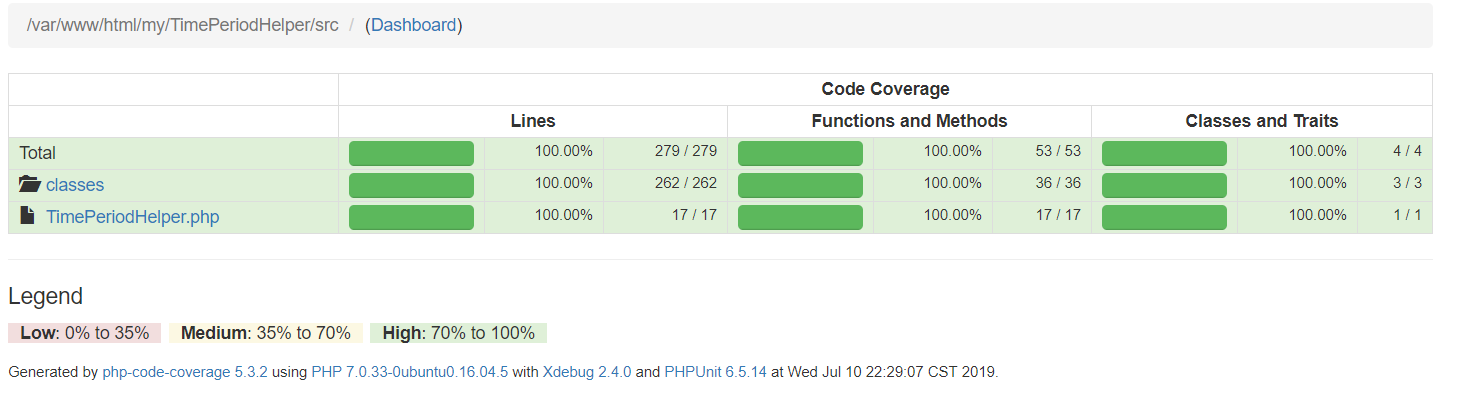 /var/www/html/my/TimePeriodHelper/src / (Dashboard)
Code Coverage
Lines Functions and Methods Classes and Traits
Total 100.00% 279 / 279 100.00% 53 / 53 100.00% 4 / 4
classes 100.00% 262 / 262 100.00% 36 / 36 100.00% 3 / 3
TimePeriodHelper.php 100.00% 17 / 17 100.00% 17 / 17 100.00% 1 / 1
Legend
Low: 0% to 35% Medium: 35% to 70% High: 70% to 100%
Generated by php-code-coverage 5.3.2 using PHP 7.0.33-0ubuntu0.16.04.5 with Xdebug 2.4.0 and PHPUnit 6.5.14 at Wed Jul 10 22:29:07 CST 2019.